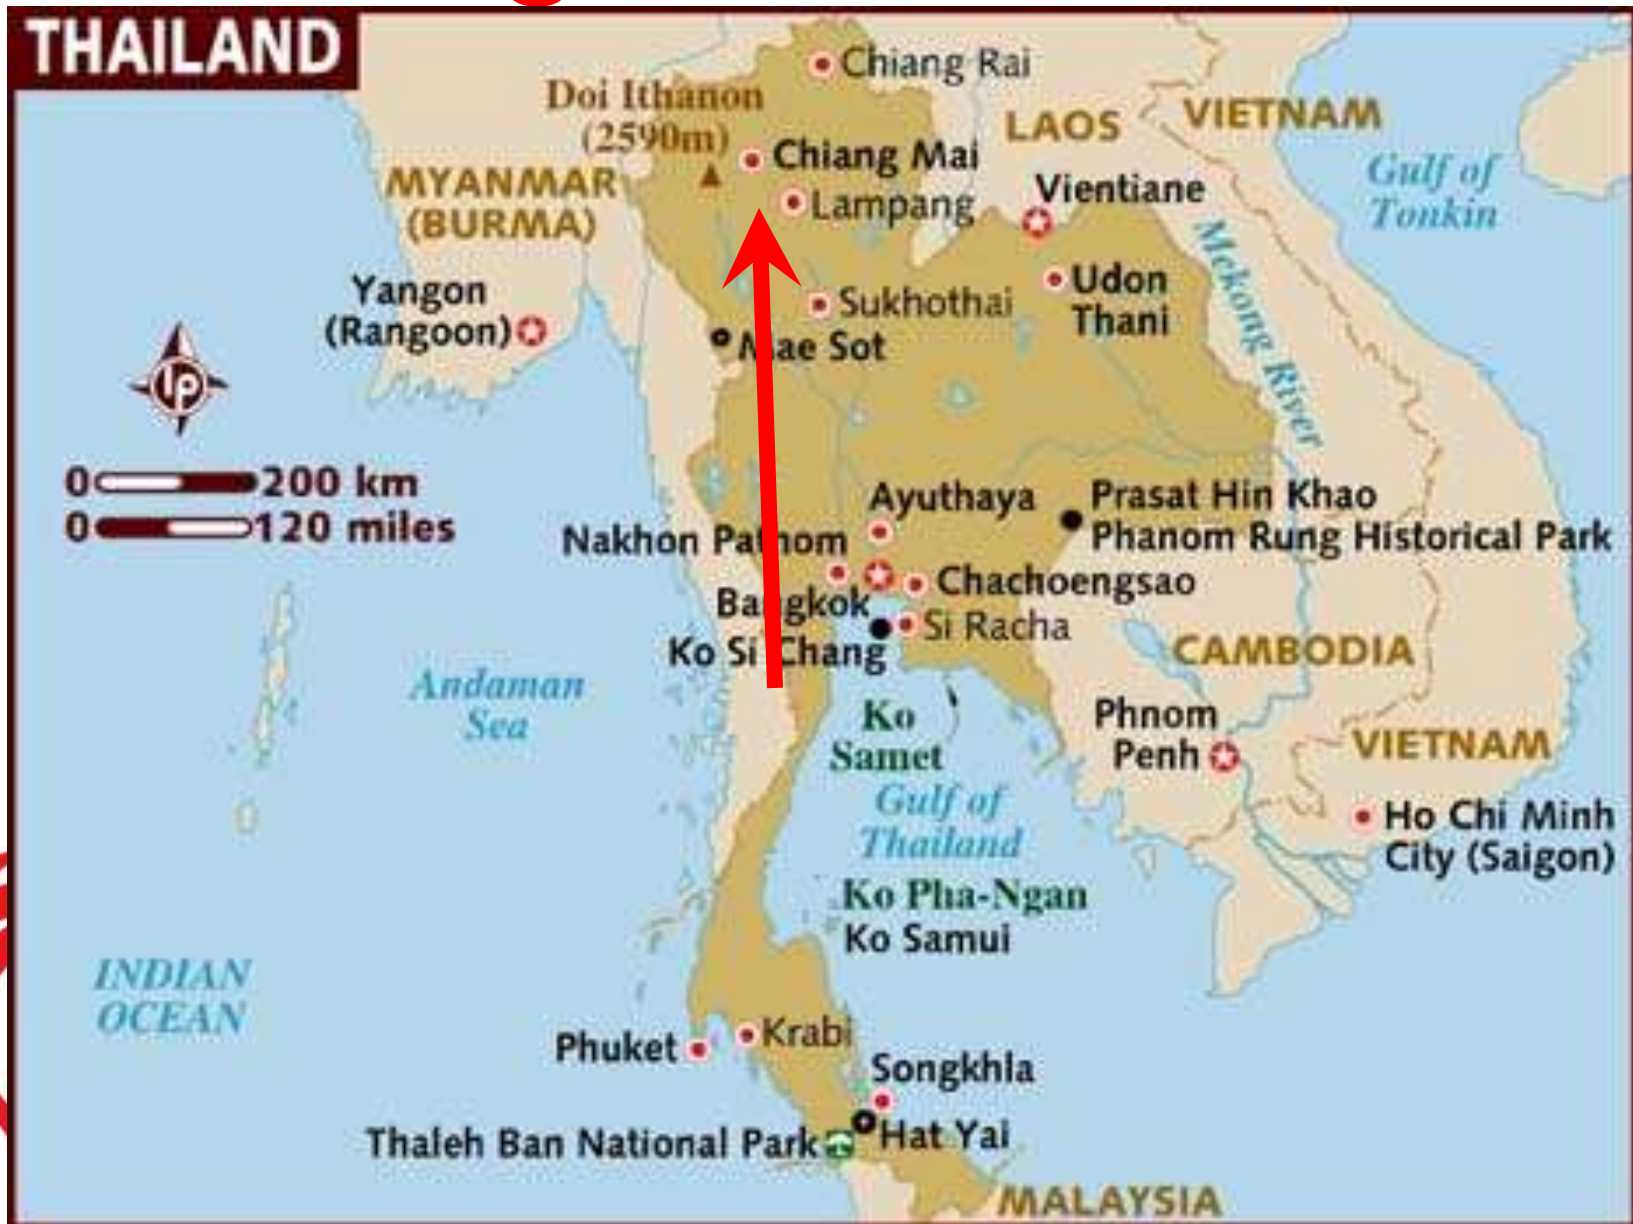 THAILAND
Chiang Rai
Doi Ithanon
(2590m)
Chiang Mai
LAOS
VIETNAM
MYANMAR
(BURMA)
Lampang
Vientiane
Gulf of
Tonkin
Mekong River
Yangon
(Rangoon)
Sukhothai
Udon
Thani
Mae Sot
lp
0 200 km
0 120 miles
Ayuthaya
Prasat Hin Khao
Phanom Rung Historical Park
Nakhon Pathom
Bangkok
Chachoengsao
Ko Si Chang
Si Racha
CAMBODIA
Andaman
Sea
Ko
Samet
Phnom
Penh
VIETNAM
Gulf of
Thailand
Ho Chi Minh
City (Saigon)
Ko Pha-Ngan
Ko Samui
INDIAN
OCEAN
Phuket
Krabi
Songkhla
Thaleh Ban National Park
Hat Yai
MALAYSIA